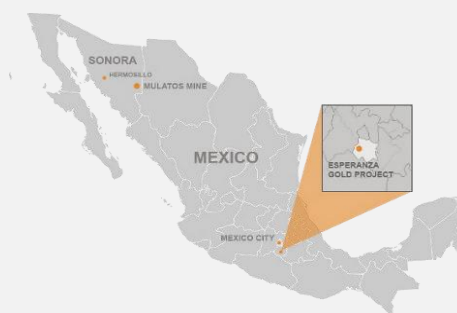 SONORA
HERMOSILLO
MULATOS MINE
MEXICO
ESPERANZA
GOLD PROJECT
MEXICO CITY